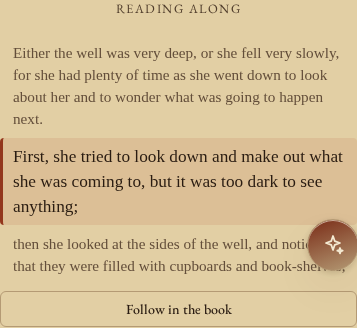 READING ALONG
Either the well was very deep, or she fell very slowly,
for she had plenty of time as she went down to look
about her and to wonder what was going to happen
next.
First, she tried to look down and make out what
she was coming to, but it was too dark to see
anything;
then she looked at the sides of the well, and
that they were filled with cupboards and
Follow in the book